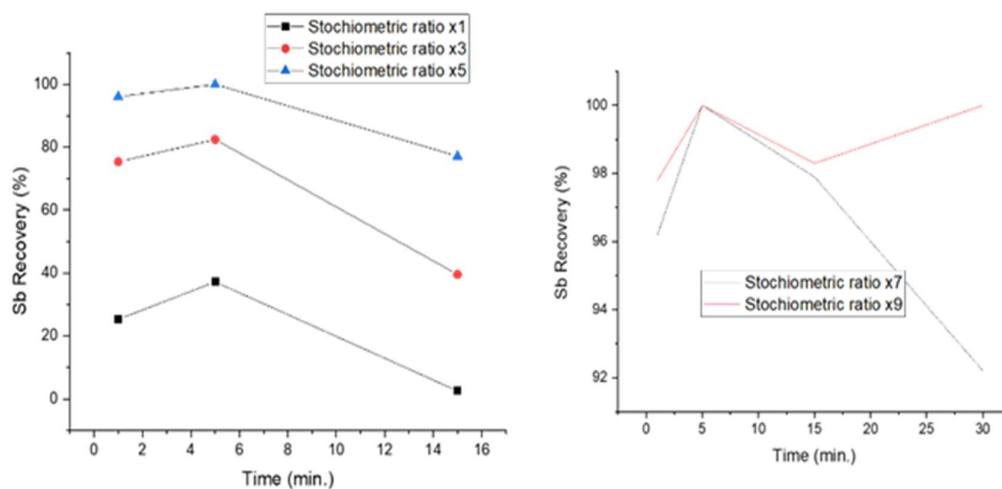 Stochiometric ratio x1
Stochiometric ratio x3
Stochiometric ratio x5
Sb Recovery (%)
100
80
60
40
20
0
0 2 4 6 8 10 12 14 16
Time (min.)
Sb Recovery (%)
100
98
96
94
92
Stochiometric ratio x7
Stochiometric ratio x9
0 5 10 15 20 25 30
Time (min.)